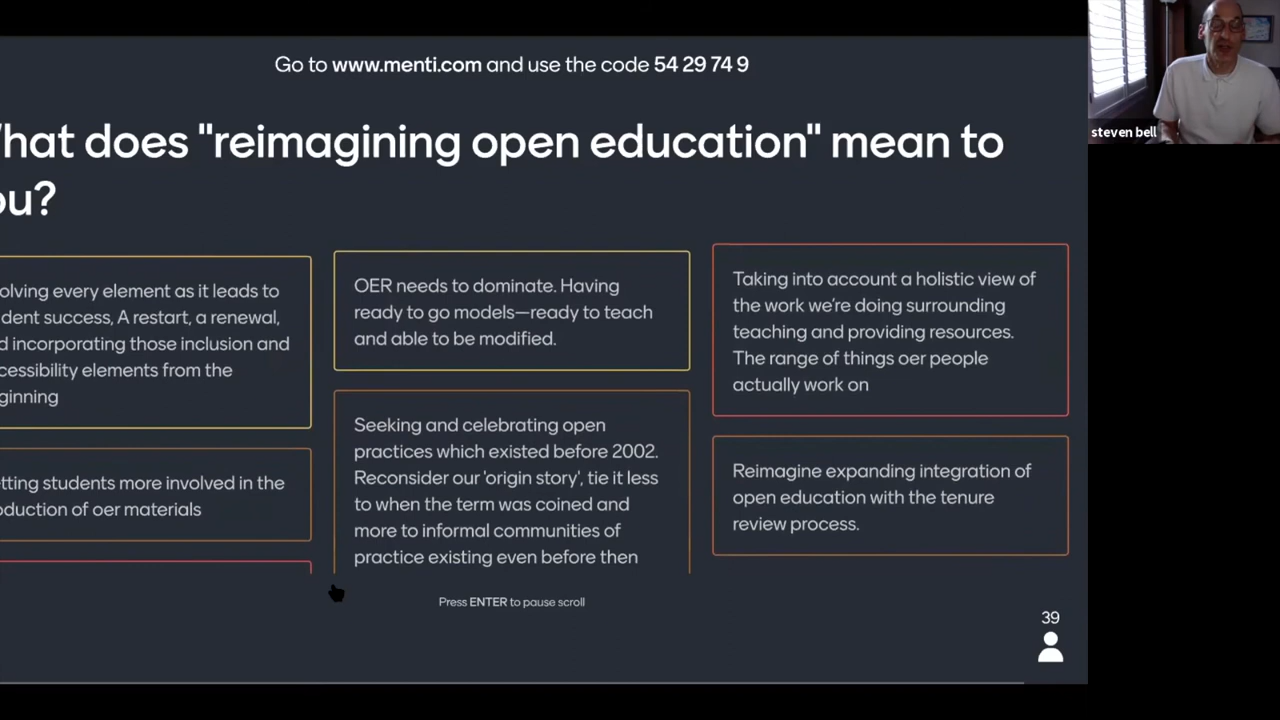 Go to www.menti.com and use the code 54 29 74 9
hat does "reimagining open education" mean to
ou?
olving every element as it leads to
dent success, A restart, a renewal,
d incorporating those inclusion and
cessibility elements from the
ginning
tting students more involved in the
oduction of oer materials
OER needs to dominate. Having
ready to go models—ready to teach
and able to be modified.
Seeking and celebrating open
practices which existed before 2002.
Reconsider our 'origin story', tie it less
to when the term was coined and
more to informal communities of
practice existing even before then
Taking into account a holistic view of
the work we're doing surrounding
teaching and providing resources.
The range of things oer people
actually work on
Reimagine expanding integration of
open education with the tenure
review process.
Press ENTER to pause scroll
39
steven bell